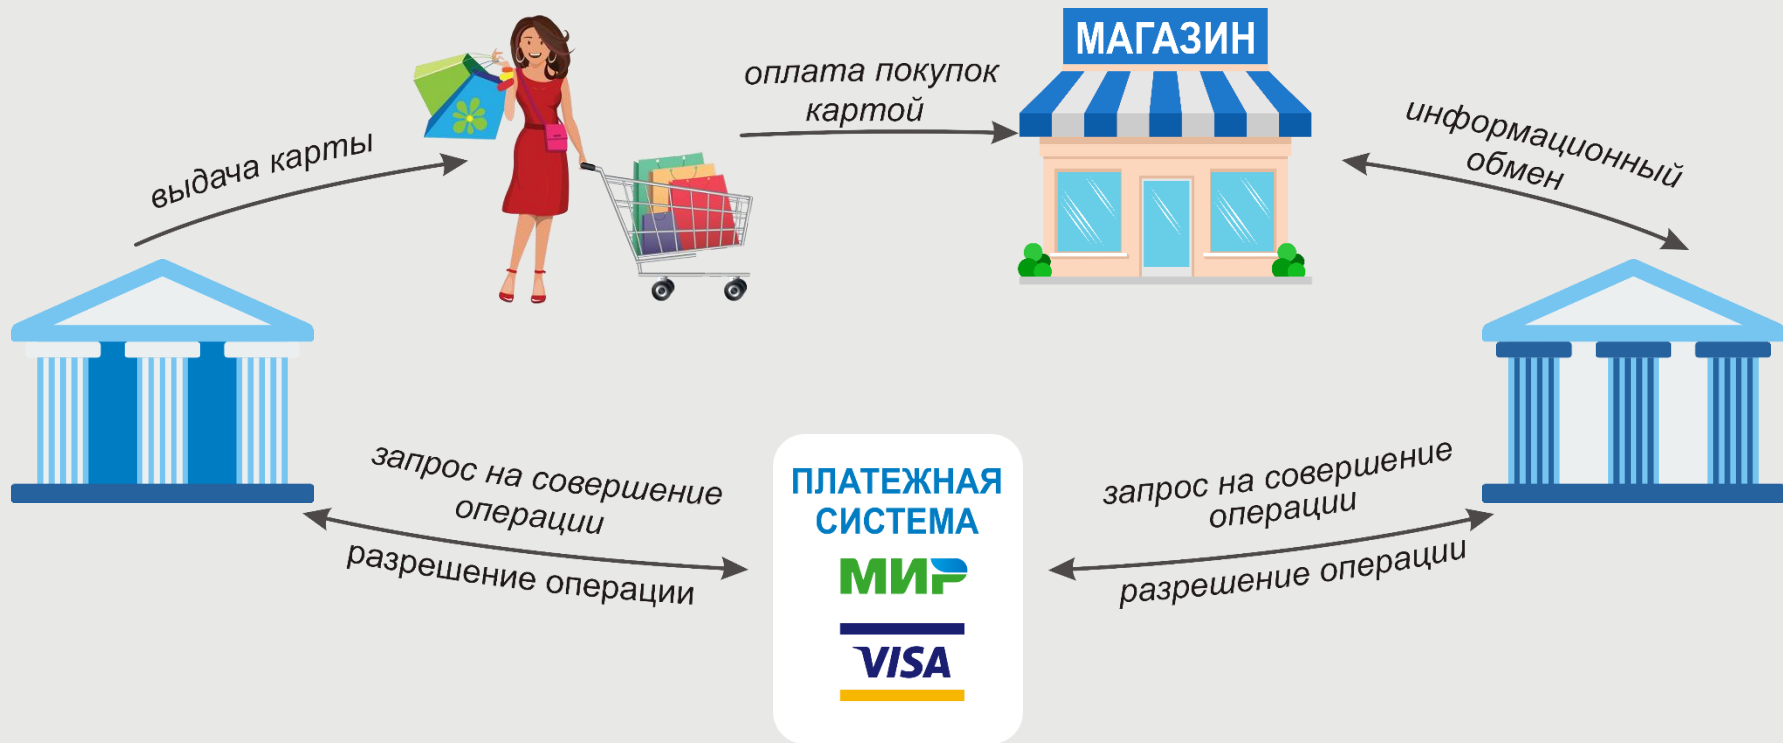 МАГАЗИН
оплата покупок
картой
выдача карты
информационный
обмен
запрос на совершение
операции
разрешение операции
ПЛАТЕЖНАЯ
СИСТЕМА
МИР
VISA
запрос на совершение
операции
разрешение операции